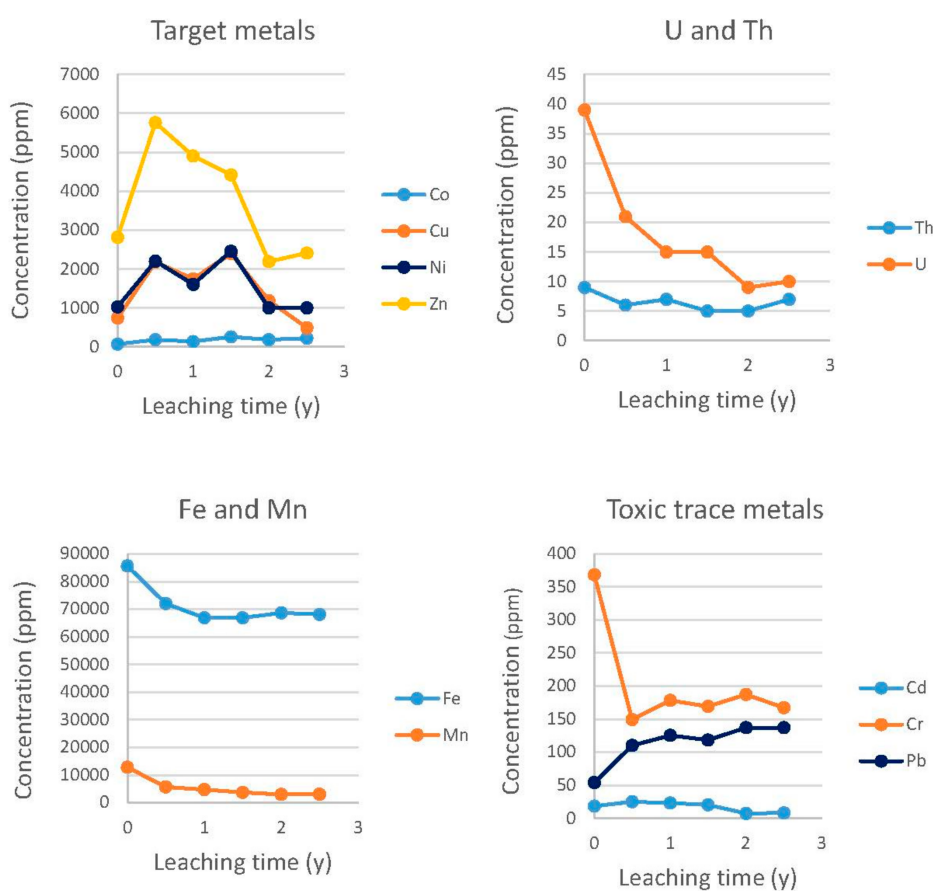 Target metals
Concentration (ppm)
7000
6000
5000
4000
3000
2000
1000
0
0 1 2 3
Leaching time (y)
Co
Cu
Ni
Zn
U and Th
Concentration (ppm)
45
40
35
30
25
20
15
10
5
0
0 1 2 3
Leaching time (y)
Th
U
Fe and Mn
Concentration (ppm)
90000
80000
70000
60000
50000
40000
30000
20000
10000
0
0 1 2 3
Leaching time (y)
Fe
Mn
Toxic trace metals
Concentration (ppm)
400
350
300
250
200
150
100
50
0
0 1 2 3
Leaching time (y)
Cd
Cr
Pb